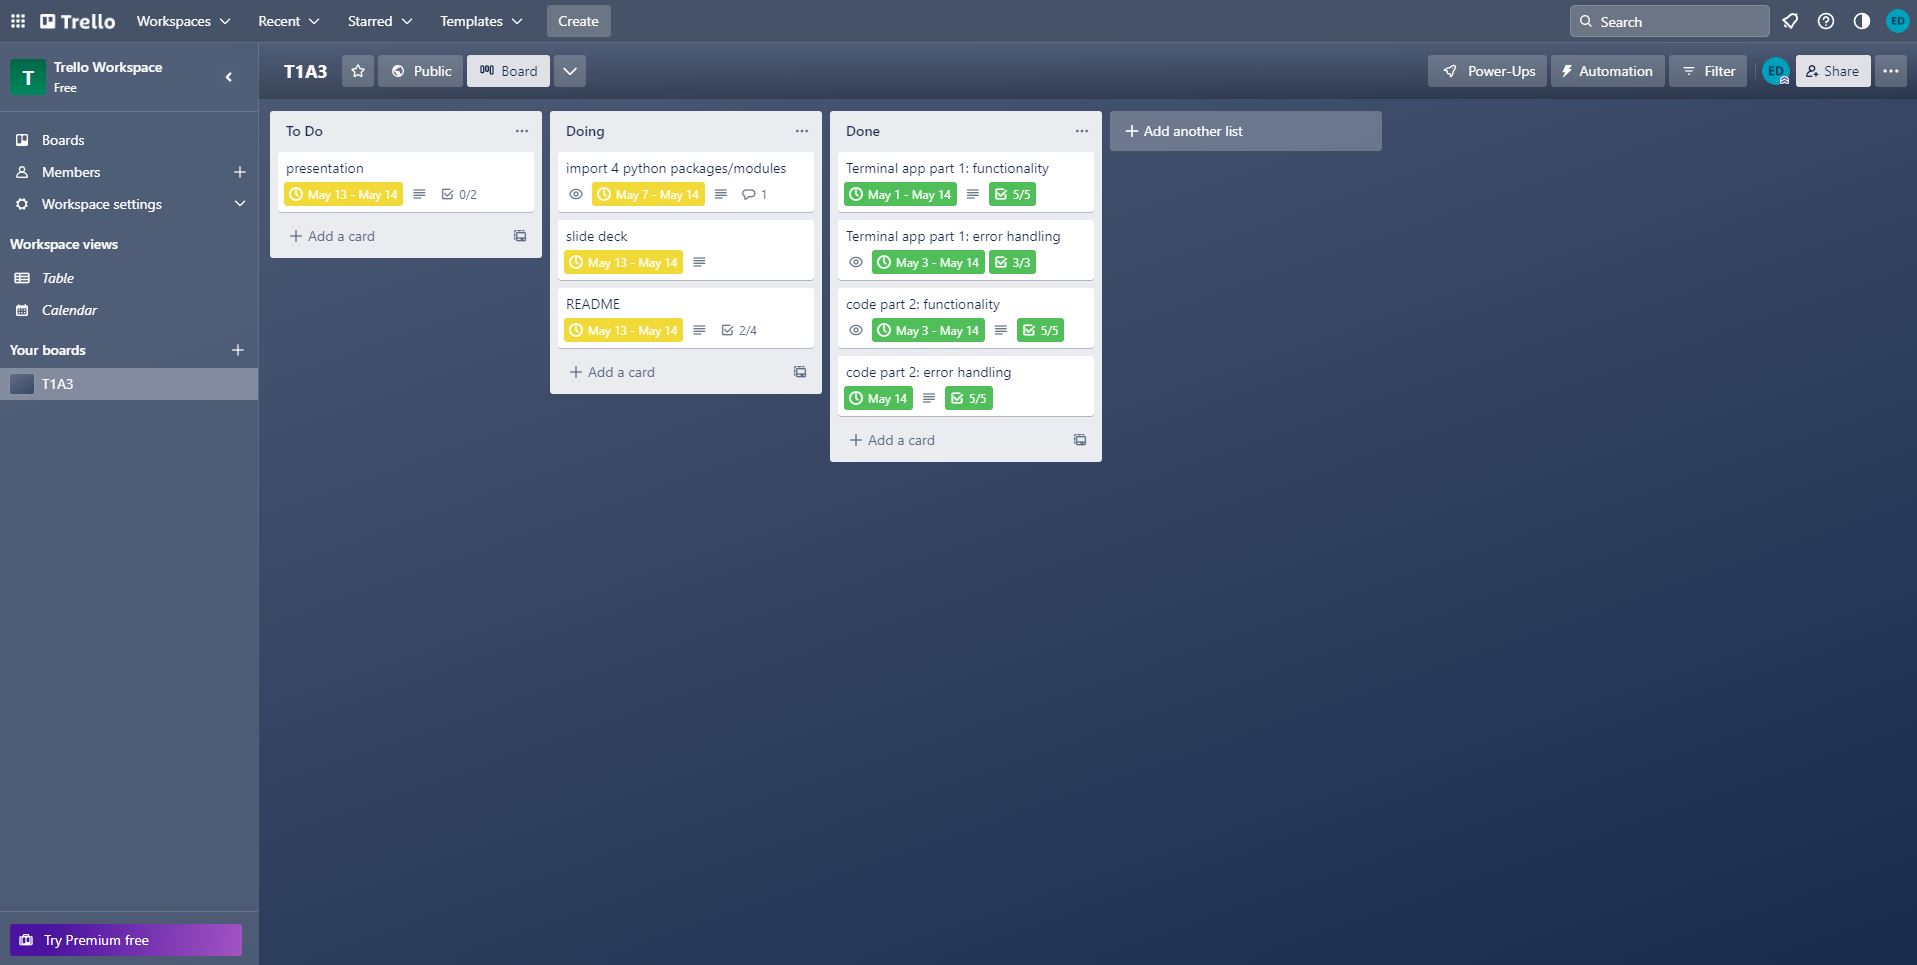 Trello Workspaces Recent Starred Templates Create Search ED
T Trello Workspace
Free
T1A3 Public Board Power-Ups Automation Filter ED Share
Boards
Members
Workspace settings
Workspace views
Table
Calendar
Your boards
T1A3
Try Premium free
To Do
presentation
May 13 - May 14 0/2
Add a card
Doing
import 4 python packages/modules
May 7 - May 14 1
slide deck
May 13 - May 14
README
May 13 - May 14 2/4
Add a card
Done
Terminal app part 1: functionality
May 1 - May 14 5/5
Terminal app part 1: error handling
May 3 - May 14 3/3
code part 2: functionality
May 3 - May 14 5/5
code part 2: error handling
May 14 5/5
Add a card
Add another list